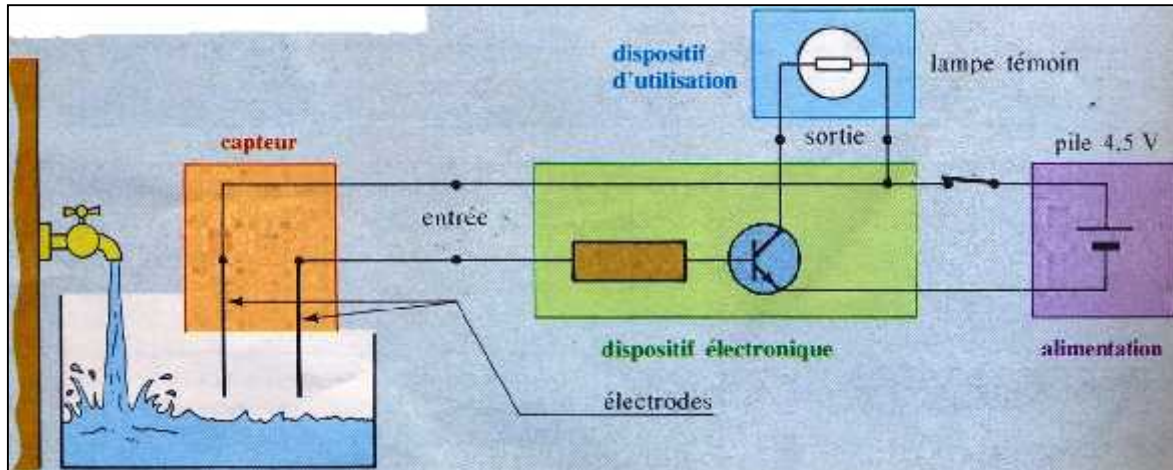 dispositif
d'utilisation
lampe témoin
capteur
sortie
pile 4,5 V
entrée
dispositif électronique
alimentation
électrodes